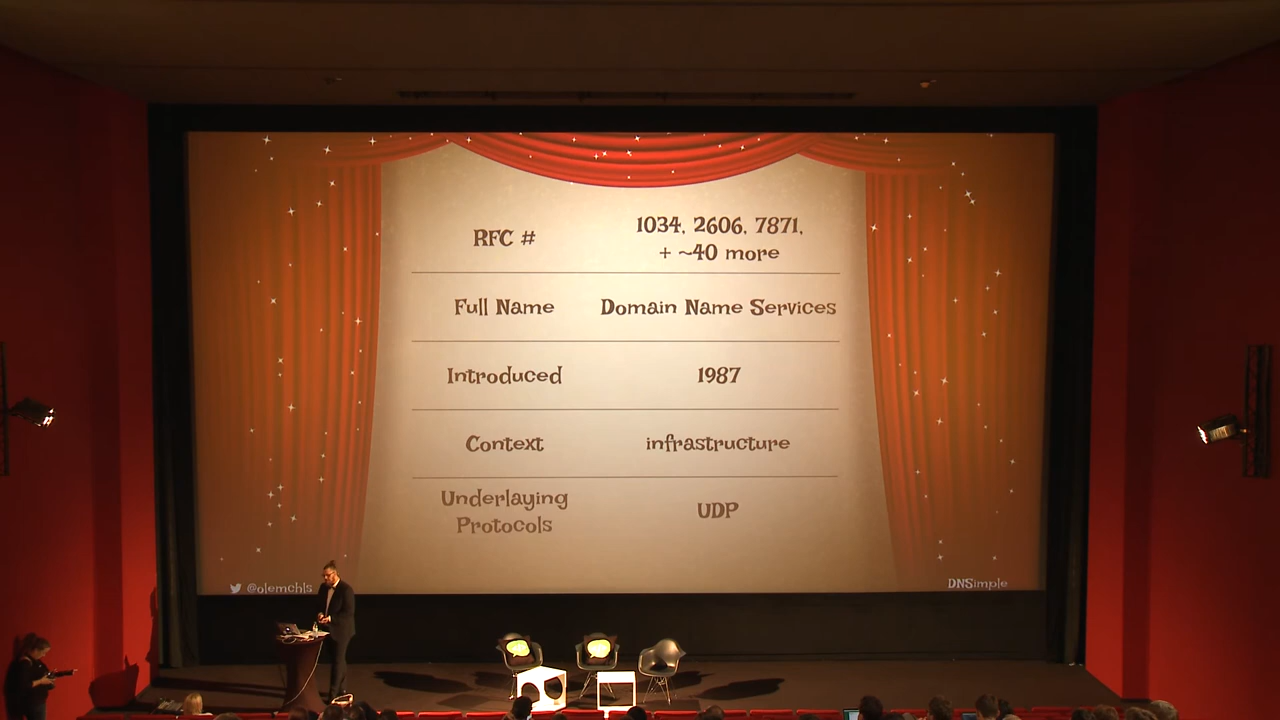 RFC #
1034, 2606, 7871,
+ ~40 more
Full Name
Domain Name Services
Introduced
1987
Context
infrastructure
Underlaying
Protocols
UDP
@olemchls
DNSimple